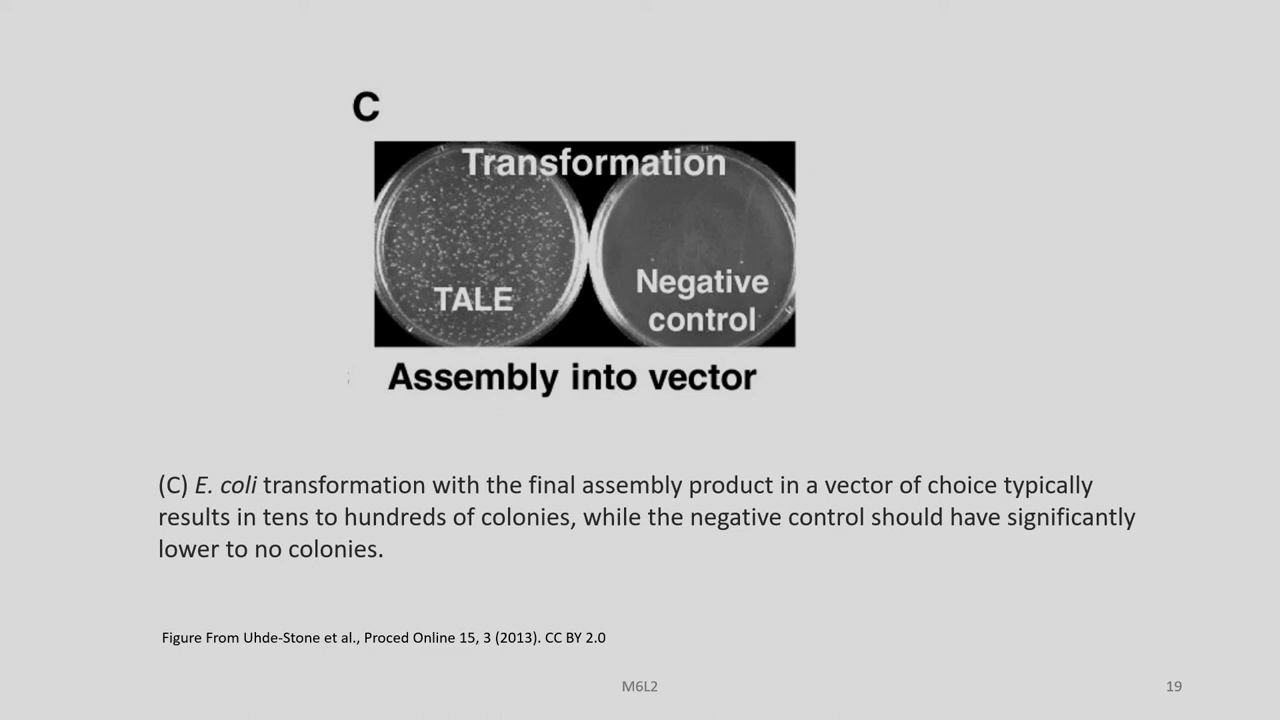 C
Transformation
TALE
Negative
control
Assembly into vector
(C) E. coli transformation with the final assembly product in a vector of choice typically
results in tens to hundreds of colonies, while the negative control should have significantly
lower to no colonies.
Figure From Uhde-Stone et al., Proced Online 15, 3 (2013). CC BY 2.0
M6L2
19